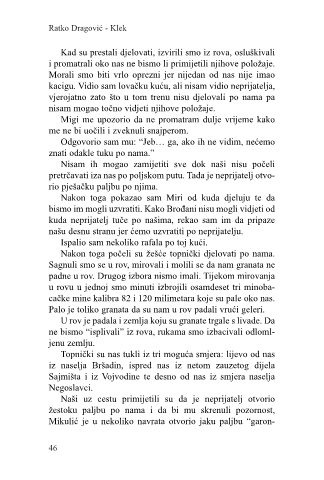 Ratko Dragović - Klek
Kad su prestali djelovati, izvirili smo iz rova, osluškivali
i promatrali oko nas ne bismo li primijetili njihove položaje.
Morali smo biti vrlo oprezni jer nijedan od nas nije imao
kacigu. Vidio sam lovačku kuću, ali nisam vidio neprijatelja,
vjerojatno zato što u tom trenu nisu djelovali po nama pa
nisam mogao točno vidjeti njihove položaje.
Migi me upozorio da ne promatram dulje vrijeme kako
me ne bi uočili i zveknuli snajperom.
Odgovorio sam mu: “Jeb… ga, ako ih ne vidim, nećemo
znati odakle tuku po nama.”
Nisam ih mogao zamijetiti sve dok naši nisu počeli
pretrčavati iza nas po poljskom putu. Tada je neprijatelj otvo-
rio pješačku paljbu po njima.
Nakon toga pokazao sam Miri od kuda djeluju te da
bismo im mogli uzvratiti. Kako Brođani nisu mogli vidjeti od
kuda neprijatelj tuče po našima, rekao sam im da pripaze
našu desnu stranu jer ćemo uzvratiti po neprijatelju.
Ispalio sam nekoliko rafala po toj kući.
Nakon toga počeli su žešće topnički djelovati po nama.
Sagnuli smo se u rov, mirovali i molili se da nam granata ne
padne u rov. Drugog izbora nismo imali. Tijekom mirovanja
u rovu u jednoj smo minuti izbrojili osamdeset tri minoba-
cačke mine kalibra 82 i 120 milimetara koje su pale oko nas.
Palo je toliko granata da su nam u rov padali vrući geleri.
U rov je padala i zemlja koju su granate trgale s livade. Da
ne bismo “isplivali” iz rova, rukama smo izbacivali odlom-
ljenu zemlju.
Topnički su nas tukli iz tri moguća smjera: lijevo od nas
iz naselja Bršadin, ispred nas iz netom zauzetog dijela
Sajmišta i iz Vojvodine te desno od nas iz smjera naselja
Negoslavci.
Naši uz cestu primijetili su da je neprijatelj otvorio
žestoku paljbu po nama i da bi mu skrenuli pozornost,
Mikulić je u nekoliko navrata otvorio jaku paljbu “garon-
46